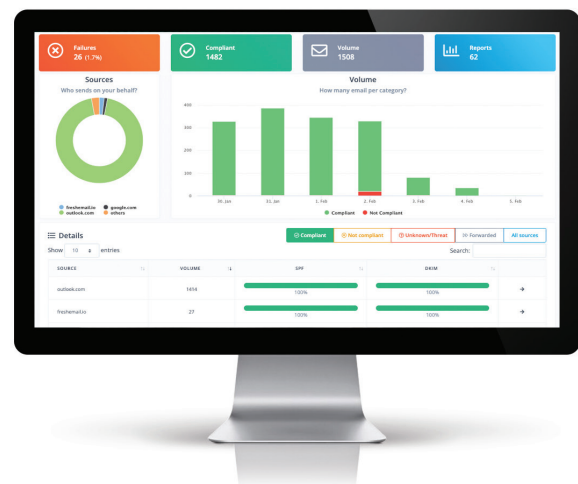 Failures
26 (1.7%)
Compliant
1482
Volume
1508
Reports
62
Sources
Who sends on your behalf?
freshemail.io
google.com
outlook.com
others
Volume
How many email per category?
400
300
200
100
0
30. Jan
31. Jan
1. Feb
2. Feb
3. Feb
4. Feb
5. Feb
Compliant
Not Compliant
Details
Compliant
Not compliant
Unknown/Threat
Forwarded
All sources
Show 10 entries
Search:
SOURCE
VOLUME
SPF
DKIM
outlook.com
1414
100%
100%
freshemail.io
27
100%
100%